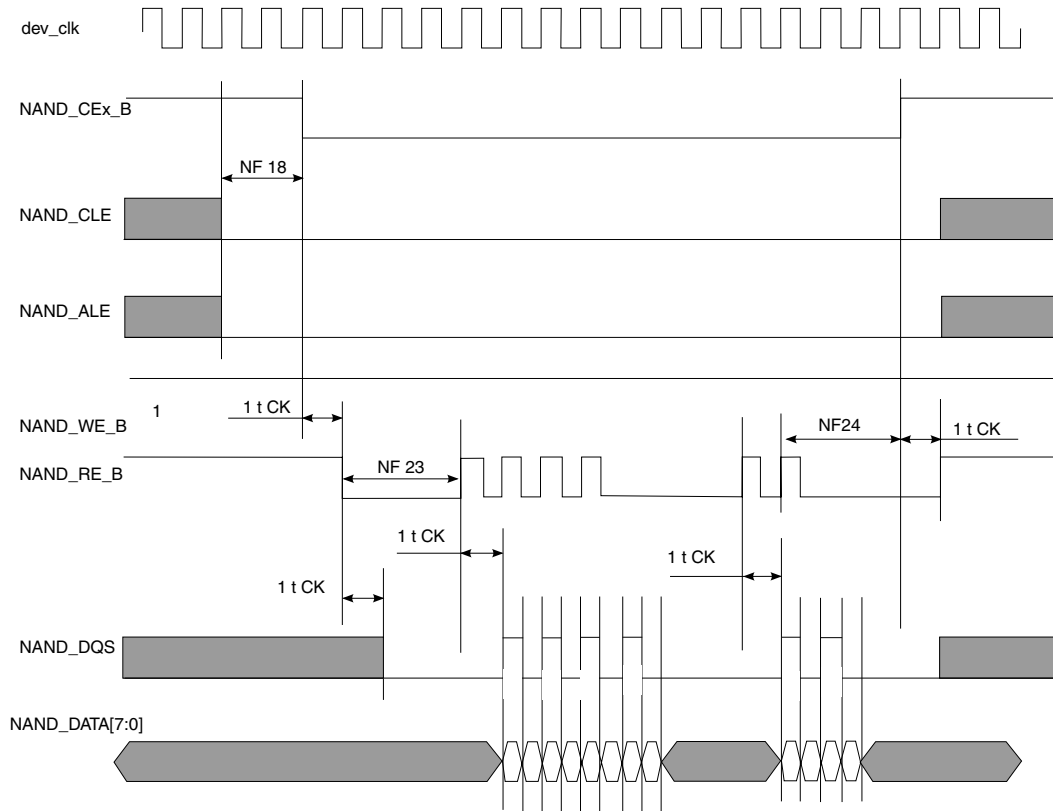 dev_clk
NAND_CEx_B
NF 18
NAND_CLE
NAND_ALE
1
1 t CK
NAND_WE_B
NF24
1 t CK
NF 23
NAND_RE_B
1 t CK
1 t CK
1 t CK
NAND_DQS
NAND_DATA[7:0]